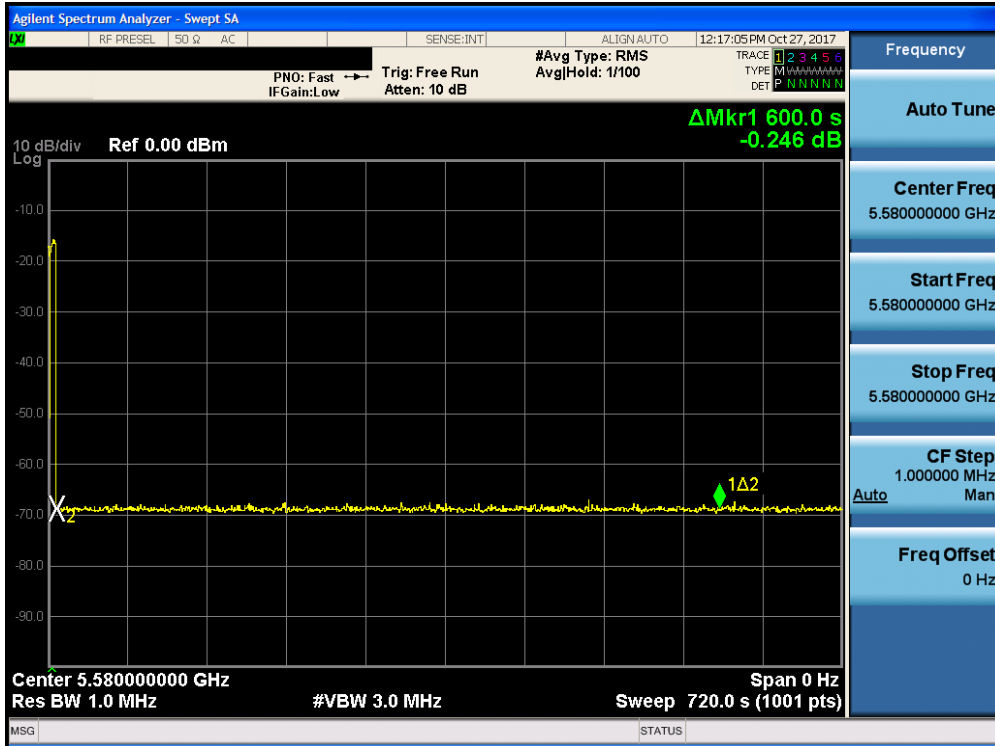 Agilent Spectrum Analyzer - Swept SA
LXI RF PRESEL 50 Ω AC SENSE:INT ALIGN AUTO 12:17:05 PM Oct 27, 2017
PNO: Fast IFGain:Low
Trig: Free Run
Atten: 10 dB
#Avg Type: RMS
Avg|Hold: 1/100
TRACE 1 2 3 4 5 6
TYPE M W W W W W
DET P N N N N N
ΔMkr1 600.0 s
-0.246 dB
10 dB/div Ref 0.00 dBm
Log
-10.0
-20.0
-30.0
-40.0
-50.0
-60.0
-70.0
-80.0
-90.0
2
1Δ2
Center 5.580000000 GHz Span 0 Hz
Res BW 1.0 MHz #VBW 3.0 MHz Sweep 720.0 s (1001 pts)
MSG STATUS
Frequency
Auto Tune
Center Freq
5.580000000 GHz
Start Freq
5.580000000 GHz
Stop Freq
5.580000000 GHz
CF Step
1.000000 MHz
Auto Man
Freq Offset
0 Hz